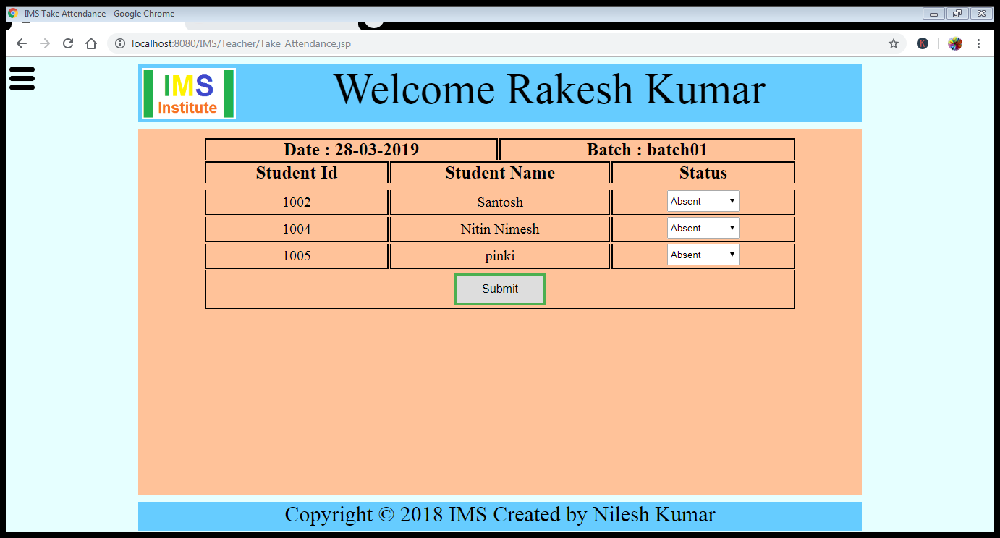 IMS Take Attendance - Google Chrome
localhost:8080/IMS/Teacher/Take_Attendance.jsp
K
IMS
Institute
Welcome Rakesh Kumar
Date : 28-03-2019 Batch : batch01
Student Id Student Name Status
1002 Santosh Absent
1004 Nitin Nimesh Absent
1005 pinki Absent
Submit
Copyright © 2018 IMS Created by Nilesh Kumar